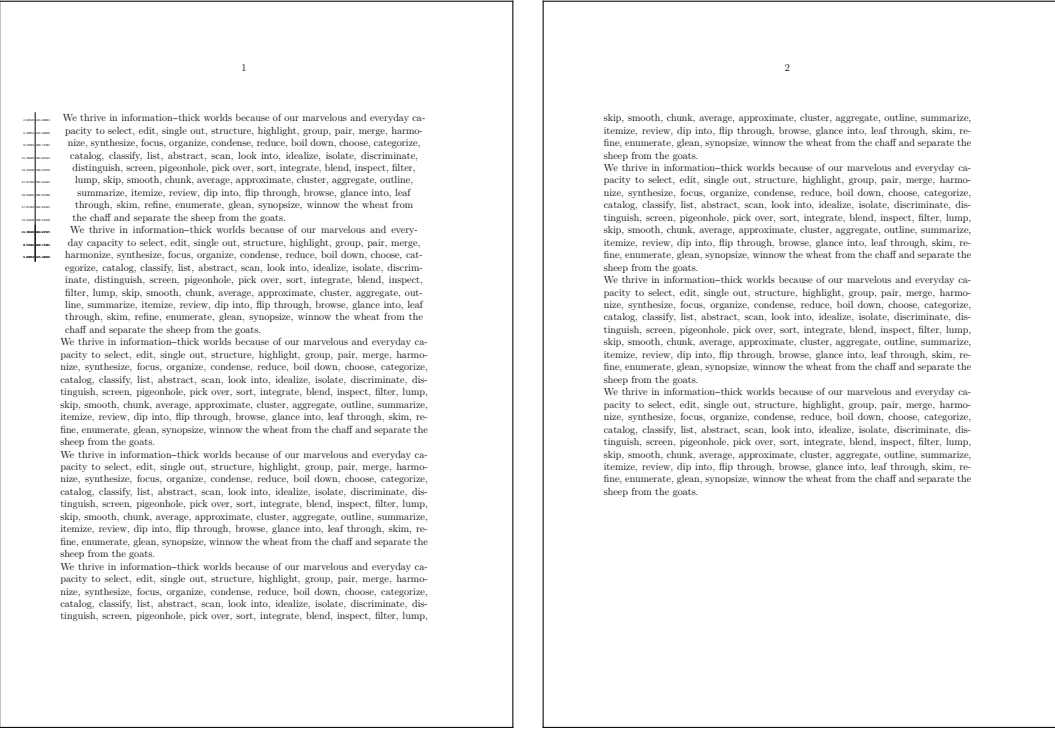 1
We thrive in information–thick worlds because of our marvelous and everyday ca-
pacity to select, edit, single out, structure, highlight, group, pair, merge, harmo-
nize, synthesize, focus, organize, condense, reduce, boil down, choose, categorize,
catalog, classify, list, abstract, scan, look into, idealize, isolate, discriminate,
distinguish, screen, pigeonhole, pick over, sort, integrate, blend, inspect, filter,
lump, skip, smooth, chunk, average, approximate, cluster, aggregate, outline,
summarize, itemize, review, dip into, flip through, browse, glance into, leaf
through, skim, refine, enumerate, glean, synopsize, winnow the wheat from
the chaff and separate the sheep from the goats.
We thrive in information–thick worlds because of our marvelous and every-
day capacity to select, edit, single out, structure, highlight, group, pair, merge,
harmonize, synthesize, focus, organize, condense, reduce, boil down, choose, cat-
egorize, catalog, classify, list, abstract, scan, look into, idealize, isolate, discrim-
inate, distinguish, screen, pigeonhole, pick over, sort, integrate, blend, inspect,
filter, lump, skip, smooth, chunk, average, approximate, cluster, aggregate, out-
line, summarize, itemize, review, dip into, flip through, browse, glance into, leaf
through, skim, refine, enumerate, glean, synopsize, winnow the wheat from the
chaff and separate the sheep from the goats.
We thrive in information–thick worlds because of our marvelous and everyday ca-
pacity to select, edit, single out, structure, highlight, group, pair, merge, harmo-
nize, synthesize, focus, organize, condense, reduce, boil down, choose, categorize,
catalog, classify, list, abstract, scan, look into, idealize, isolate, discriminate, dis-
tinguish, screen, pigeonhole, pick over, sort, integrate, blend, inspect, filter, lump,
skip, smooth, chunk, average, approximate, cluster, aggregate, outline, summarize,
itemize, review, dip into, flip through, browse, glance into, leaf through, skim, re-
fine, enumerate, glean, synopsize, winnow the wheat from the chaff and separate the
sheep from the goats.
We thrive in information–thick worlds because of our marvelous and everyday ca-
pacity to select, edit, single out, structure, highlight, group, pair, merge, harmo-
nize, synthesize, focus, organize, condense, reduce, boil down, choose, categorize,
catalog, classify, list, abstract, scan, look into, idealize, isolate, discriminate, dis-
tinguish, screen, pigeonhole, pick over, sort, integrate, blend, inspect, filter, lump,
skip, smooth, chunk, average, approximate, cluster, aggregate, outline, summarize,
itemize, review, dip into, flip through, browse, glance into, leaf through, skim, re-
fine, enumerate, glean, synopsize, winnow the wheat from the chaff and separate the
sheep from the goats.
We thrive in information–thick worlds because of our marvelous and everyday ca-
pacity to select, edit, single out, structure, highlight, group, pair, merge, harmo-
nize, synthesize, focus, organize, condense, reduce, boil down, choose, categorize,
catalog, classify, list, abstract, scan, look into, idealize, isolate, discriminate, dis-
tinguish, screen, pigeonhole, pick over, sort, integrate, blend, inspect, filter, lump,
2
skip, smooth, chunk, average, approximate, cluster, aggregate, outline, summarize,
itemize, review, dip into, flip through, browse, glance into, leaf through, skim, re-
fine, enumerate, glean, synopsize, winnow the wheat from the chaff and separate the
sheep from the goats.
We thrive in information–thick worlds because of our marvelous and everyday ca-
pacity to select, edit, single out, structure, highlight, group, pair, merge, harmo-
nize, synthesize, focus, organize, condense, reduce, boil down, choose, categorize,
catalog, classify, list, abstract, scan, look into, idealize, isolate, discriminate, dis-
tinguish, screen, pigeonhole, pick over, sort, integrate, blend, inspect, filter, lump,
skip, smooth, chunk, average, approximate, cluster, aggregate, outline, summarize,
itemize, review, dip into, flip through, browse, glance into, leaf through, skim, re-
fine, enumerate, glean, synopsize, winnow the wheat from the chaff and separate the
sheep from the goats.
We thrive in information–thick worlds because of our marvelous and everyday ca-
pacity to select, edit, single out, structure, highlight, group, pair, merge, harmo-
nize, synthesize, focus, organize, condense, reduce, boil down, choose, categorize,
catalog, classify, list, abstract, scan, look into, idealize, isolate, discriminate, dis-
tinguish, screen, pigeonhole, pick over, sort, integrate, blend, inspect, filter, lump,
skip, smooth, chunk, average, approximate, cluster, aggregate, outline, summarize,
itemize, review, dip into, flip through, browse, glance into, leaf through, skim, re-
fine, enumerate, glean, synopsize, winnow the wheat from the chaff and separate the
sheep from the goats.
We thrive in information–thick worlds because of our marvelous and everyday ca-
pacity to select, edit, single out, structure, highlight, group, pair, merge, harmo-
nize, synthesize, focus, organize, condense, reduce, boil down, choose, categorize,
catalog, classify, list, abstract, scan, look into, idealize, isolate, discriminate, dis-
tinguish, screen, pigeonhole, pick over, sort, integrate, blend, inspect, filter, lump,
skip, smooth, chunk, average, approximate, cluster, aggregate, outline, summarize,
itemize, review, dip into, flip through, browse, glance into, leaf through, skim, re-
fine, enumerate, glean, synopsize, winnow the wheat from the chaff and separate the
sheep from the goats.